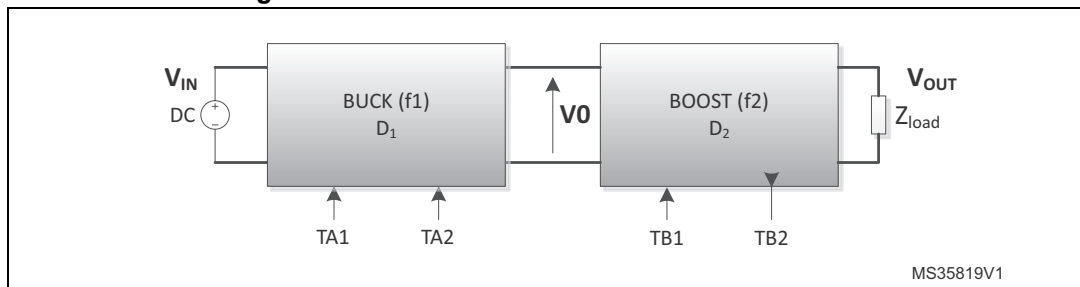 g
V_IN
DC
+
−
BUCK (f1)
D₁
V0
BOOST (f2)
D₂
V_OUT
Z_load
TA1
TA2
TB1
TB2
MS35819V1